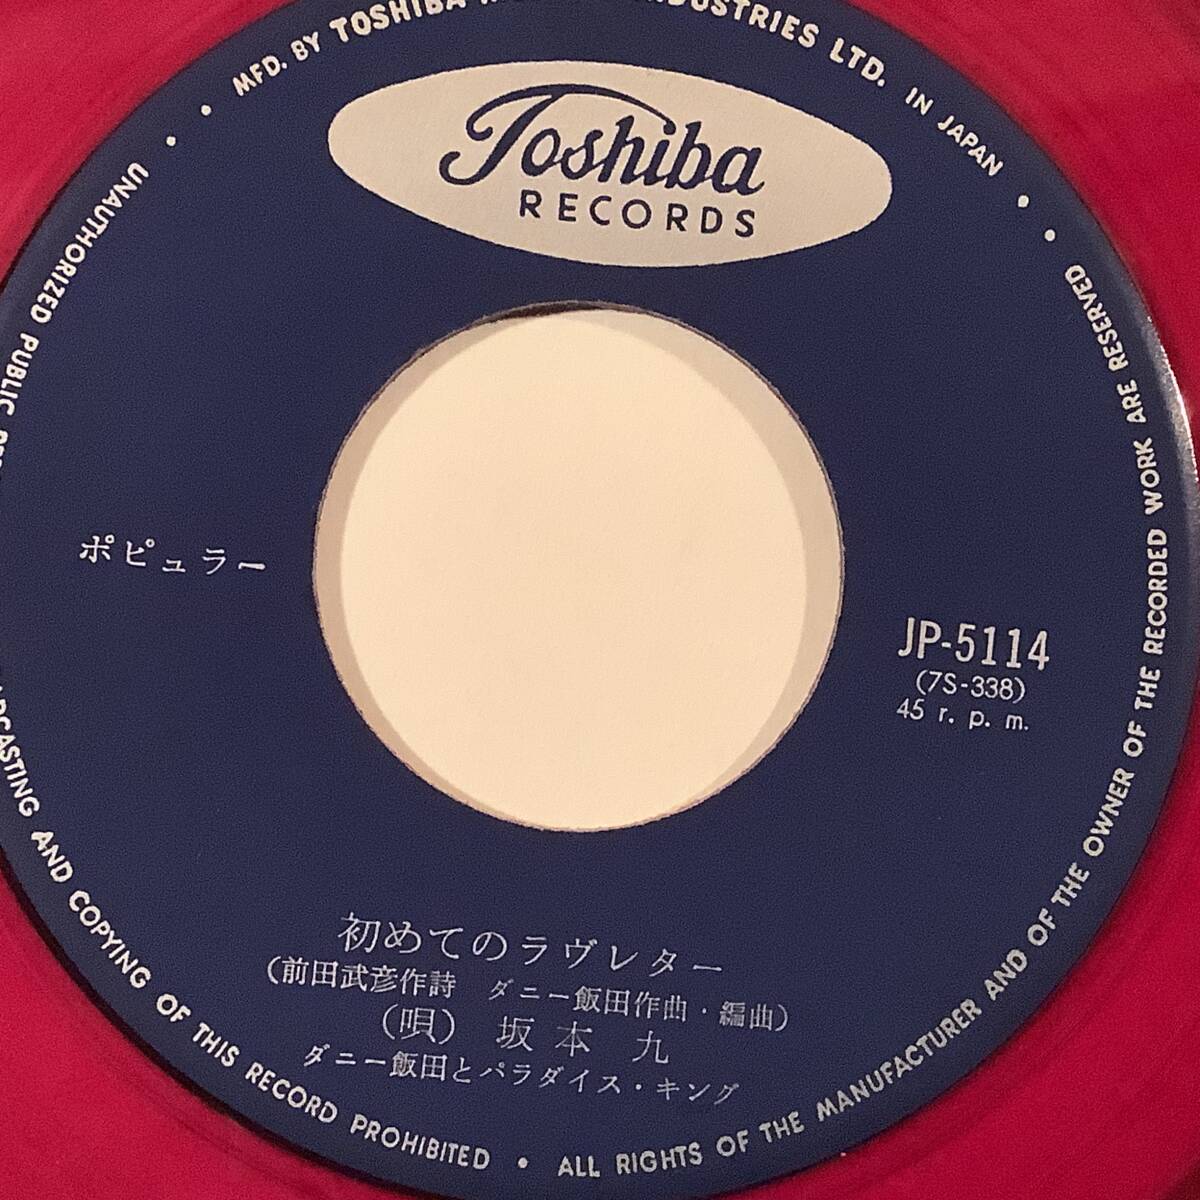 MFD. BY TOSHIBA INDUSTRIES LTD. IN JAPAN
Toshiba
RECORDS
ポピュラー
JP-5114
(7S-338)
45 r. p. m.
初めてのラヴレター
(前田武彦作詩 ダニー飯田作曲・編曲)
(唄) 坂本 九
ダニー飯田とパラダイス・キング
UNAUTHORIZED PUBLIC AND COPYING OF THIS RECORD PROHIBITED • ALL RIGHTS OF THE MANUFACTURER AND OF THE OWNER OF THE RECORDED WORK ARE RESERVED